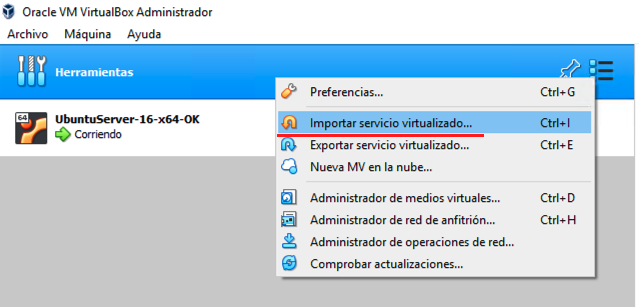 Oracle VM VirtualBox Administrador
Archivo Máquina Ayuda
Herramientas
64
UbuntuServer-16-x64-OK
Corriendo
Preferencias... Ctrl+G
Importar servicio virtualizado... Ctrl+I
Exportar servicio virtualizado... Ctrl+E
Nueva MV en la nube...
Administrador de medios virtuales... Ctrl+D
Administrador de red de anfitrión... Ctrl+H
Administrador de operaciones de red...
Comprobar actualizaciones...